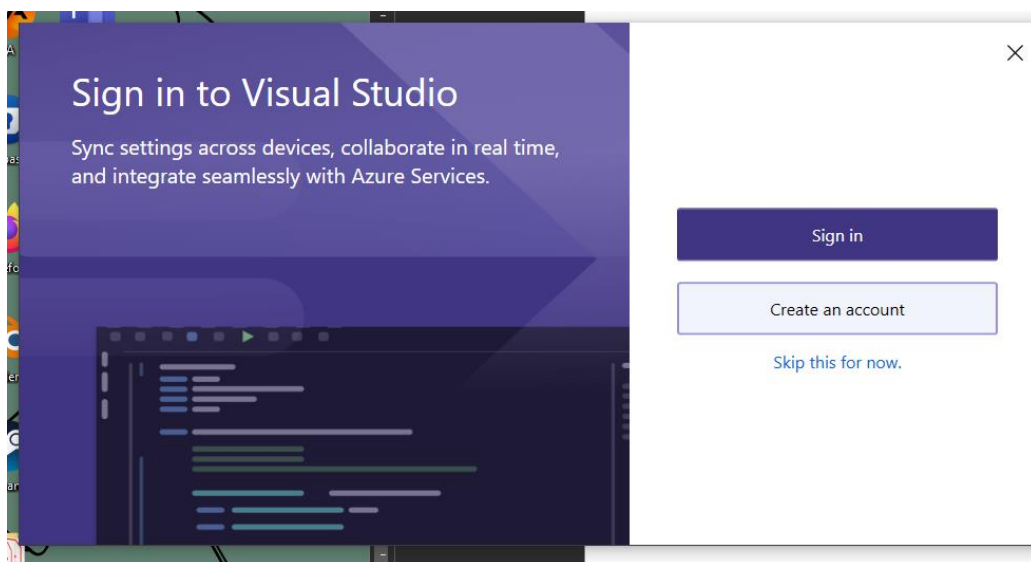 Sign in to Visual Studio
Sync settings across devices, collaborate in real time,
and integrate seamlessly with Azure Services.
Sign in
Create an account
Skip this for now.